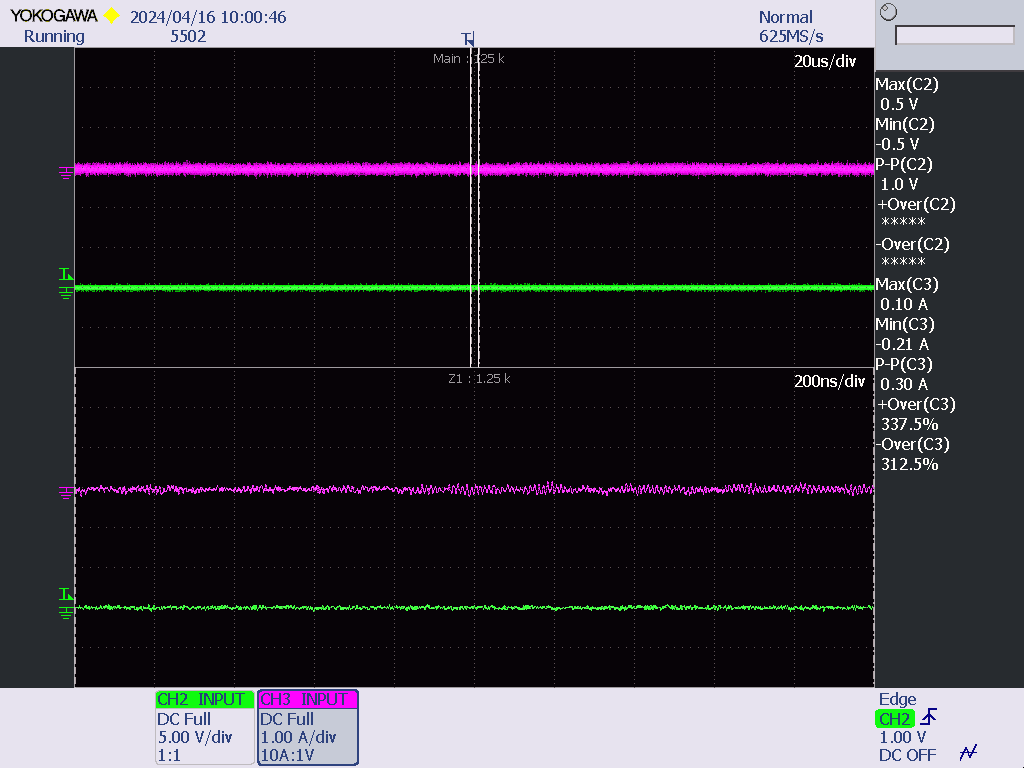 YOKOGAWA 2024/04/16 10:00:46 Normal
Running 5502 625MS/s
T
Main : 125 k 20us/div
Max(C2)
0.5 V
Min(C2)
-0.5 V
P-P(C2)
1.0 V
+Over(C2)
*****
-Over(C2)
*****
Max(C3)
0.10 A
Min(C3)
-0.21 A
P-P(C3)
0.30 A
+Over(C3)
337.5%
-Over(C3)
312.5%
T
Z1 : 1.25 k 200ns/div
T
CH2 INPUT
DC Full
5.00 V/div
1:1
CH3 INPUT
DC Full
1.00 A/div
10A:1V
Edge
CH2
1.00 V
DC OFF